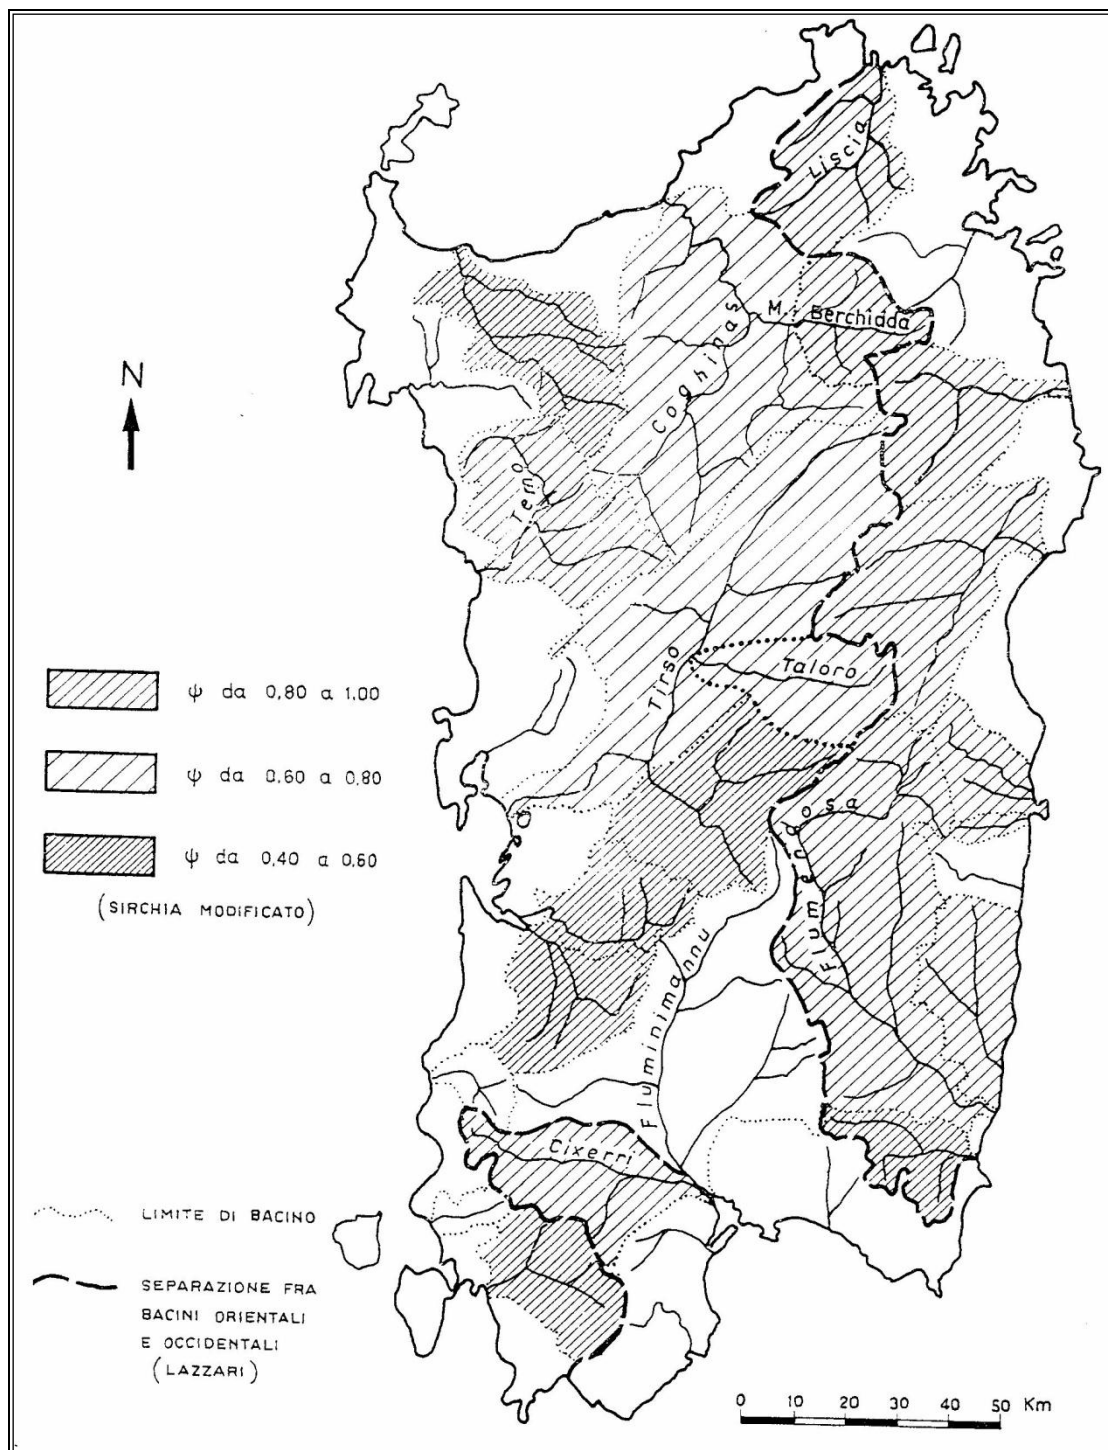 Liscia
M. Berchidda
Coghinas
N
Temo
Tirso
Taloro
ψ da 0,80 a 1,00
ψ da 0,60 a 0,80
ψ da 0,40 a 0,60
(SIRCHIA MODIFICATO)
Flumendosa
Fluminimannu
Cixerri
LIMITE DI BACINO
SEPARAZIONE FRA
BACINI ORIENTALI
E OCCIDENTALI
(LAZZARI)
0 10 20 30 40 50 Km